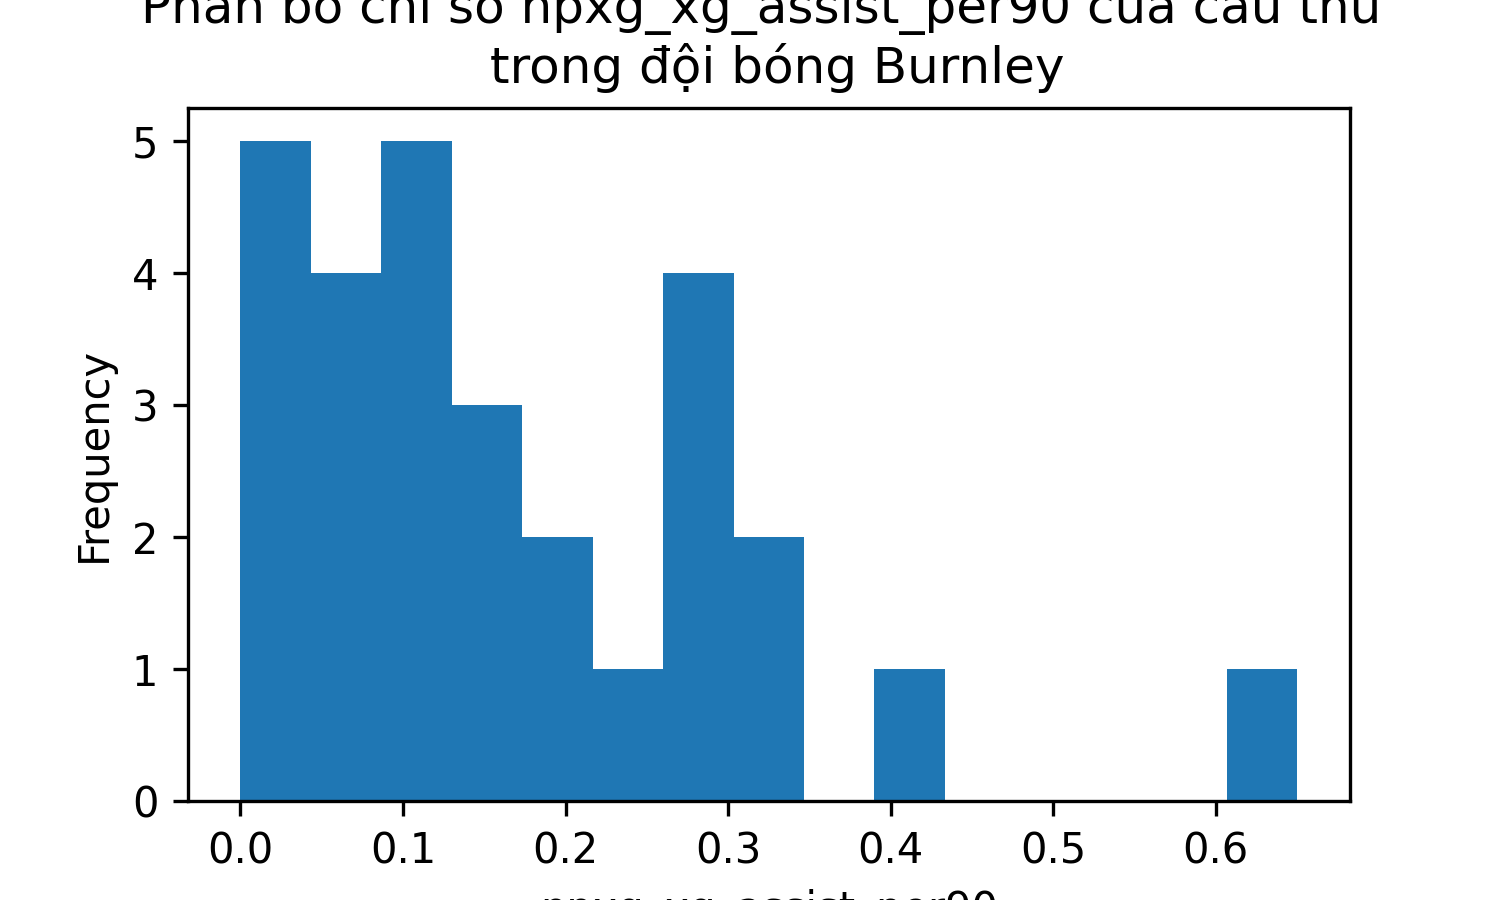 Phân bố chỉ số npxg_xg_assist_per90 của cầu thủ
trong đội bóng Burnley
5
4
3
2
1
0
Frequency
0.0 0.1 0.2 0.3 0.4 0.5 0.6
npxg_xg_assist_per90